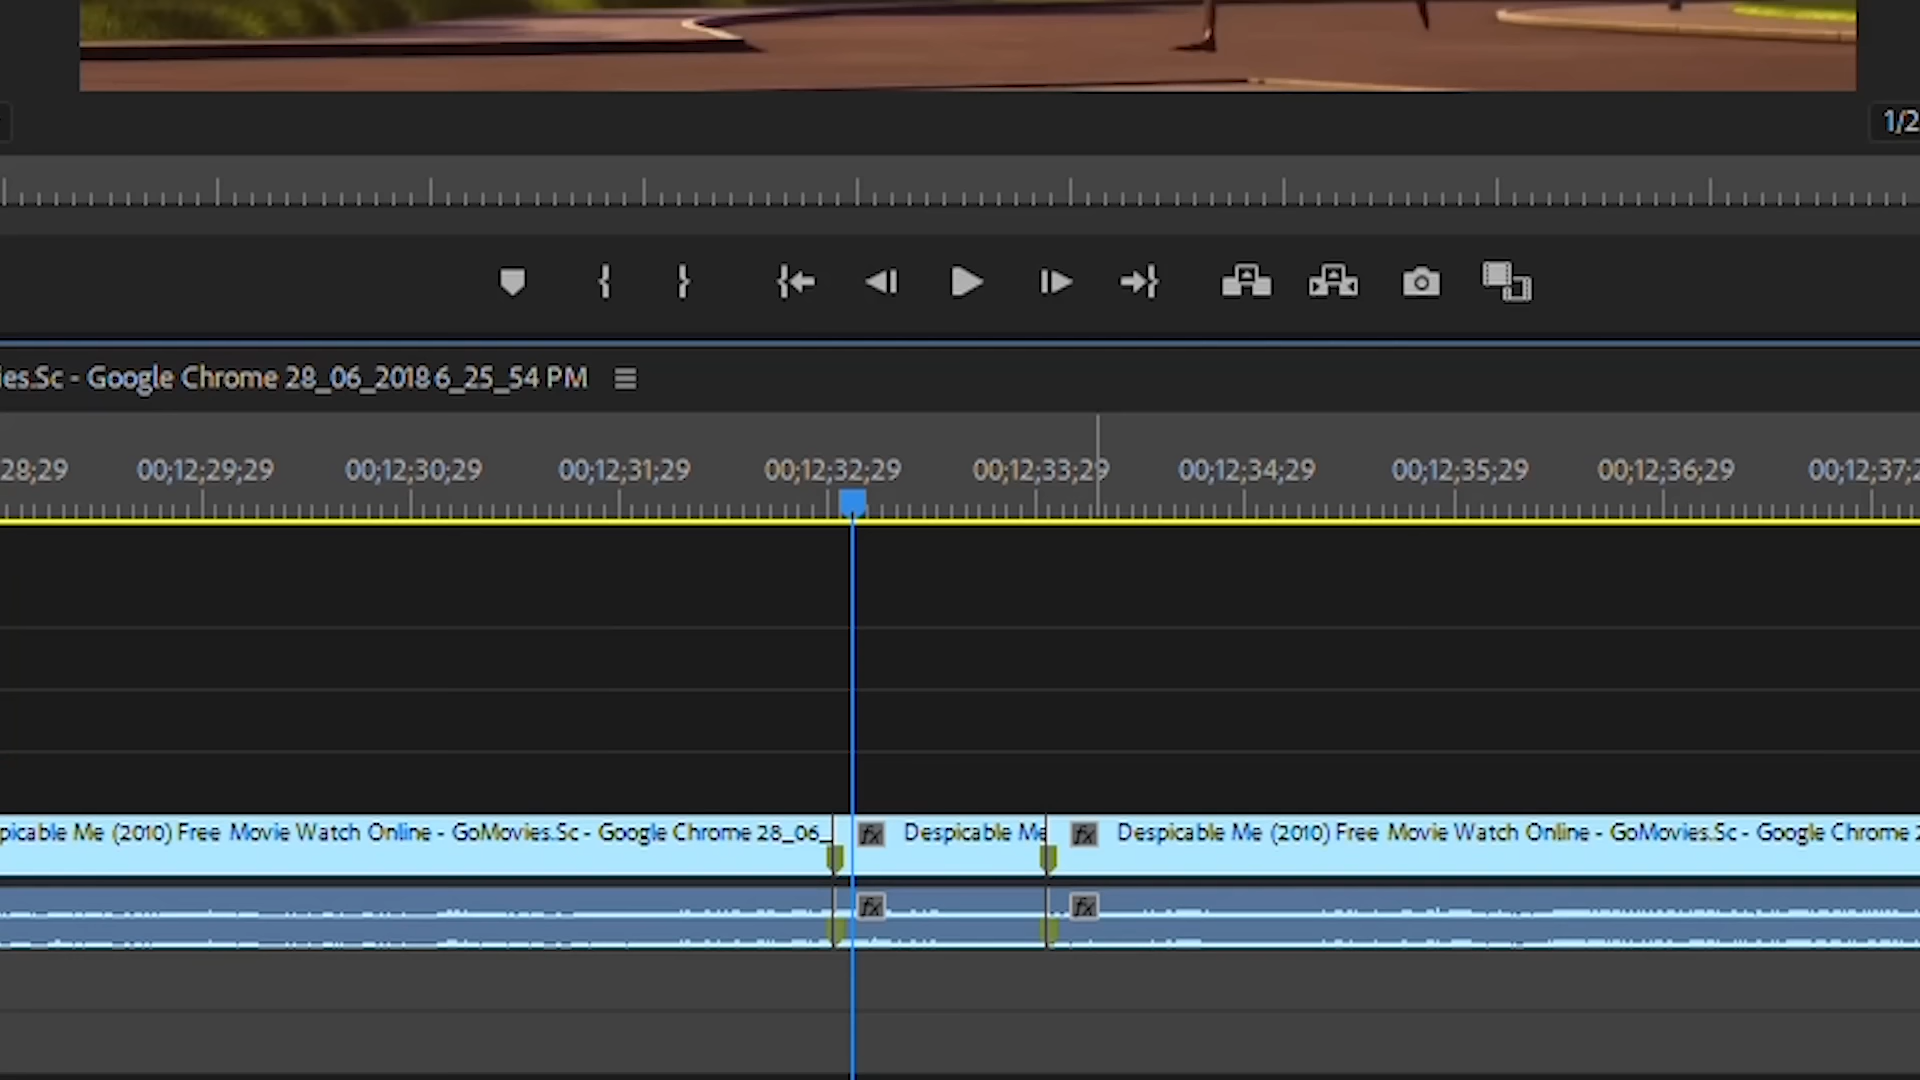 1/2
ies.Sc - Google Chrome 28_06_2018 6_25_54 PM
28;29 00;12;29;29 00;12;30;29 00;12;31;29 00;12;32;29 00;12;33;29 00;12;34;29 00;12;35;29 00;12;36;29 00;12;37;2
picable Me (2010) Free Movie Watch Online - GoMovies.Sc - Google Chrome 28_06_ fx Despicable Me fx Despicable Me (2010) Free Movie Watch Online - GoMovies.Sc - Google Chrome 2
fx fx